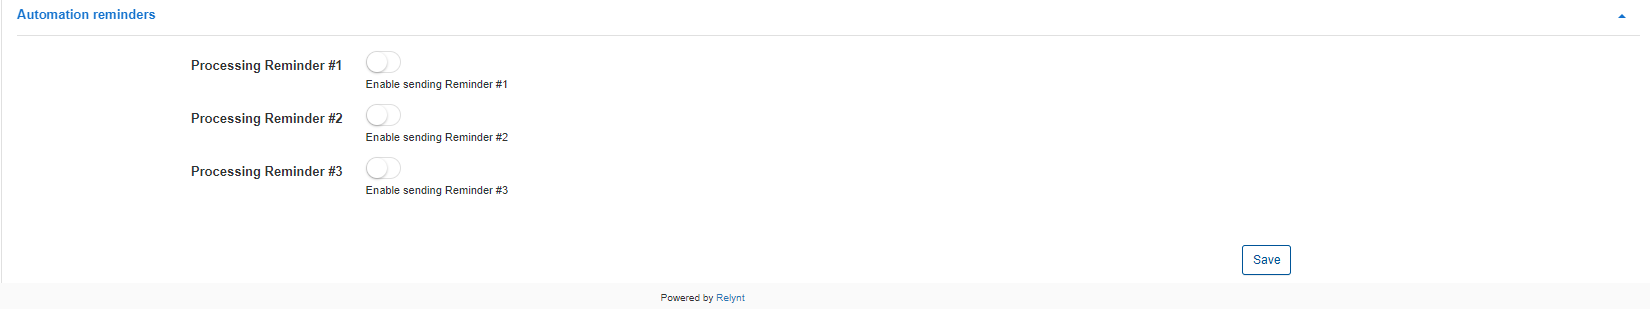 Automation reminders
Processing Reminder #1
Enable sending Reminder #1
Processing Reminder #2
Enable sending Reminder #2
Processing Reminder #3
Enable sending Reminder #3
Save
Powered by Relynt